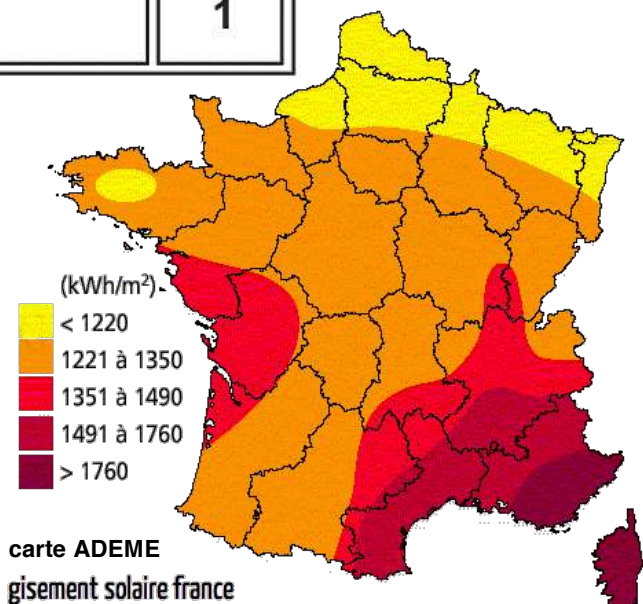 1
(kWh/m²)
< 1220
1221 à 1350
1351 à 1490
1491 à 1760
> 1760
carte ADEME
gisement solaire france